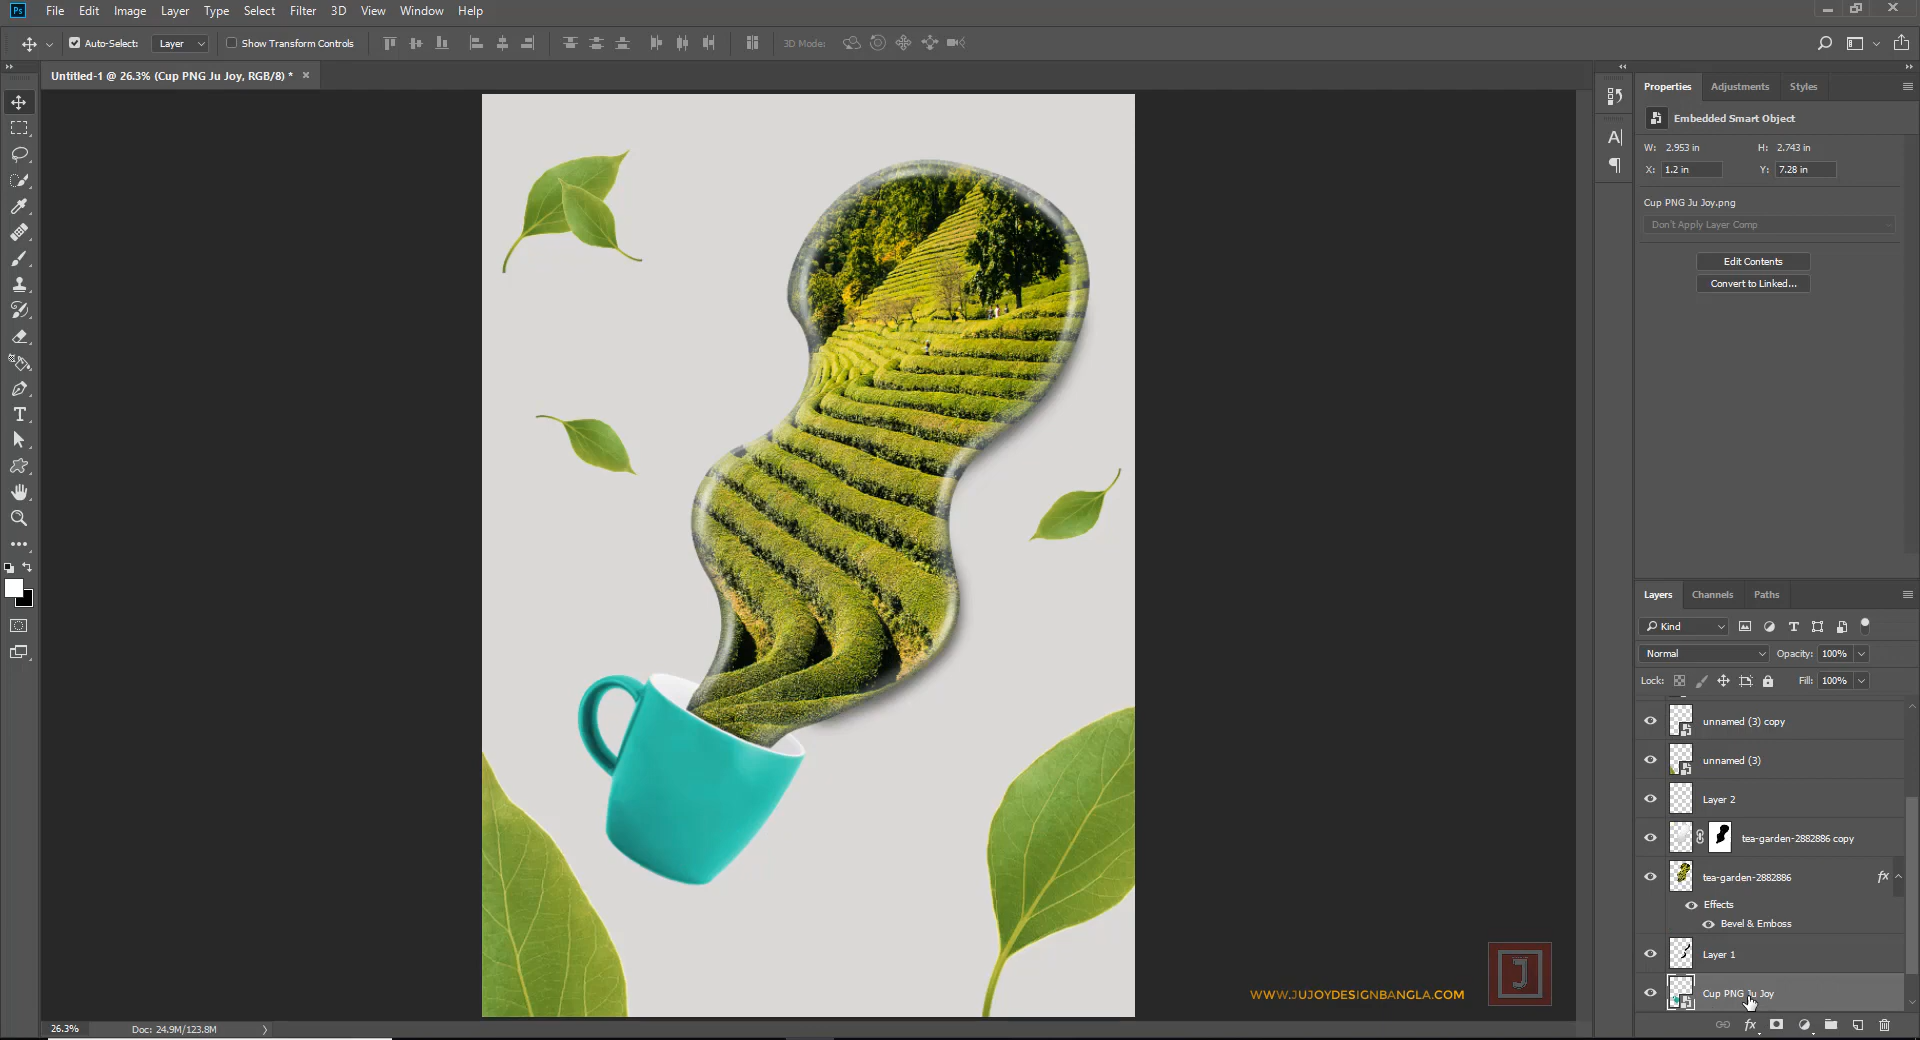 Ps File Edit Image Layer Type Select Filter 3D View Window Help
Auto-Select: Layer Show Transform Controls 3D Mode:
Untitled-1 @ 26.3% (Cup PNG Ju Joy, RGB/8) * ×
Properties Adjustments Styles
Embedded Smart Object
W: 2.953 in H: 2.743 in
X: 1.2 in Y: 7.28 in
Cup PNG Ju Joy.png
Don't Apply Layer Comp
Edit Contents
Convert to Linked...
Layers Channels Paths
Kind
Normal Opacity: 100%
Lock: Fill: 100%
unnamed (3) copy
unnamed (3)
Layer 2
tea-garden-2882886 copy
tea-garden-2882886 fx
Effects
Bevel & Emboss
Layer 1
Cup PNG Ju Joy
fx
J
WWW.JUJOYDESIGNBANGLA.COM
26.3% Doc: 24.9M/123.8M